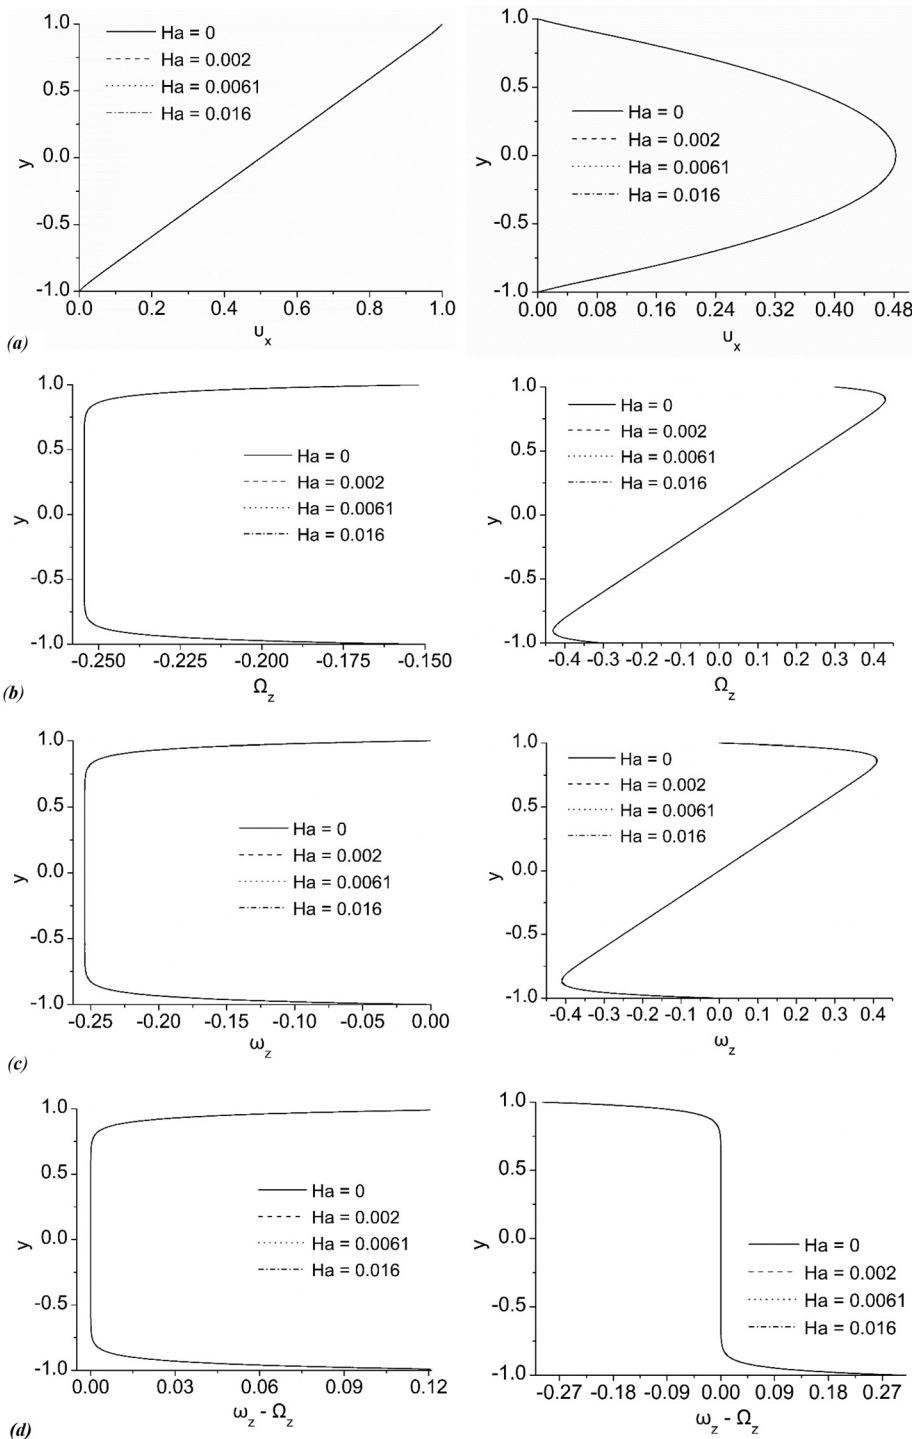 1.0
0.5
0.0
-0.5
-1.0
y
Ha = 0
Ha = 0.002
Ha = 0.0061
Ha = 0.016
0.0 0.2 0.4 0.6 0.8 1.0
υx
1.0
0.5
0.0
-0.5
-1.0
y
Ha = 0
Ha = 0.002
Ha = 0.0061
Ha = 0.016
0.00 0.08 0.16 0.24 0.32 0.40 0.48
υx
(a)
1.0
0.5
0.0
-0.5
-1.0
y
Ha = 0
Ha = 0.002
Ha = 0.0061
Ha = 0.016
-0.250 -0.225 -0.200 -0.175 -0.150
Ωz
1.0
0.5
0.0
-0.5
-1.0
y
Ha = 0
Ha = 0.002
Ha = 0.0061
Ha = 0.016
-0.4 -0.3 -0.2 -0.1 0.0 0.1 0.2 0.3 0.4
Ωz
(b)
1.0
0.5
0.0
-0.5
-1.0
y
Ha = 0
Ha = 0.002
Ha = 0.0061
Ha = 0.016
-0.25 -0.20 -0.15 -0.10 -0.05 0.00
ωz
1.0
0.5
0.0
-0.5
-1.0
y
Ha = 0
Ha = 0.002
Ha = 0.0061
Ha = 0.016
-0.4 -0.3 -0.2 -0.1 0.0 0.1 0.2 0.3 0.4
ωz
(c)
1.0
0.5
0.0
-0.5
-1.0
y
Ha = 0
Ha = 0.002
Ha = 0.0061
Ha = 0.016
0.00 0.03 0.06 0.09 0.12
ωz - Ωz
1.0
0.5
0.0
-0.5
-1.0
y
Ha = 0
Ha = 0.002
Ha = 0.0061
Ha = 0.016
-0.27 -0.18 -0.09 0.00 0.09 0.18 0.27
ωz - Ωz
(d)